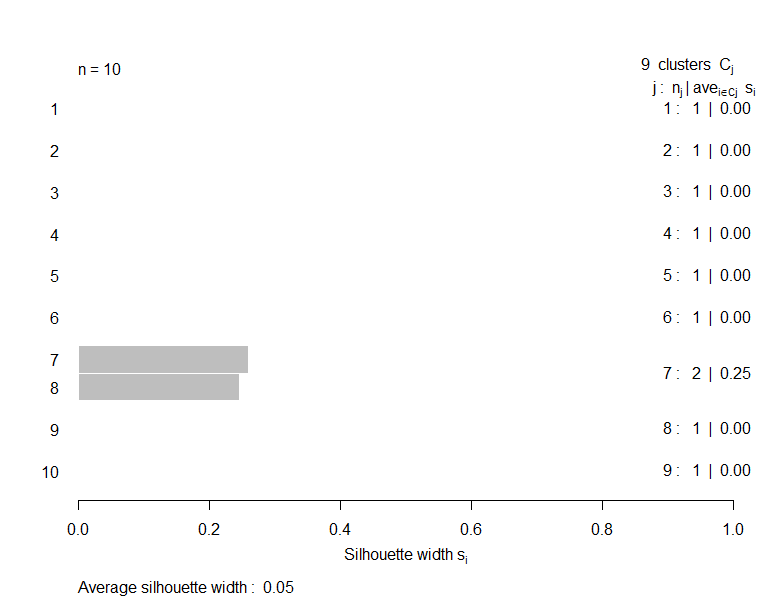 n = 10
9 clusters Cj
j : nj | avei∈Cj si
1 1 : 1 | 0.00
2 2 : 1 | 0.00
3 3 : 1 | 0.00
4 4 : 1 | 0.00
5 5 : 1 | 0.00
6 6 : 1 | 0.00
7
7 : 2 | 0.25
8
9 8 : 1 | 0.00
10 9 : 1 | 0.00
0.0 0.2 0.4 0.6 0.8 1.0
Silhouette width si
Average silhouette width : 0.05